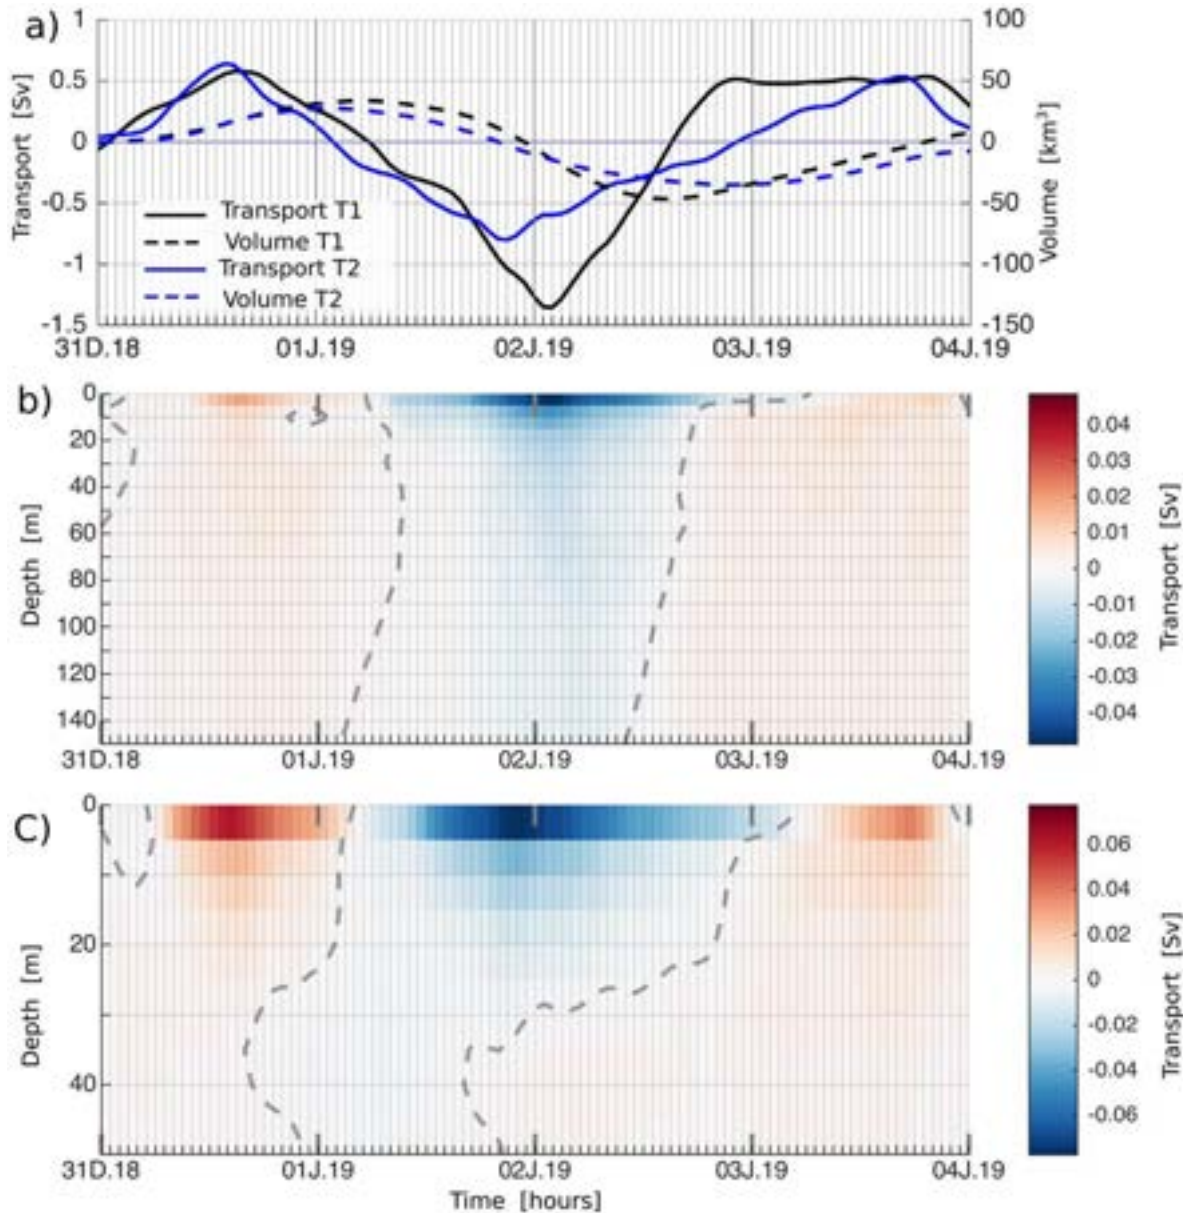 a)
Transport [Sv]
1
0.5
0
-0.5
-1
-1.5
100
50
0
-50
-100
-150
Volume [km³]
Transport T1
Volume T1
Transport T2
Volume T2
31D.18 01J.19 02J.19 03J.19 04J.19
b)
Depth [m]
0
20
40
60
80
100
120
140
31D.18 01J.19 02J.19 03J.19 04J.19
0.04
0.02
0.01
0
-0.01
-0.02
-0.04
Transport [Sv]
C)
Depth [m]
0
20
40
31D.18 01J.19 02J.19 03J.19 04J.19
Time [hours]
0.06
0.04
0.02
0
-0.02
-0.04
-0.06
Transport [Sv]